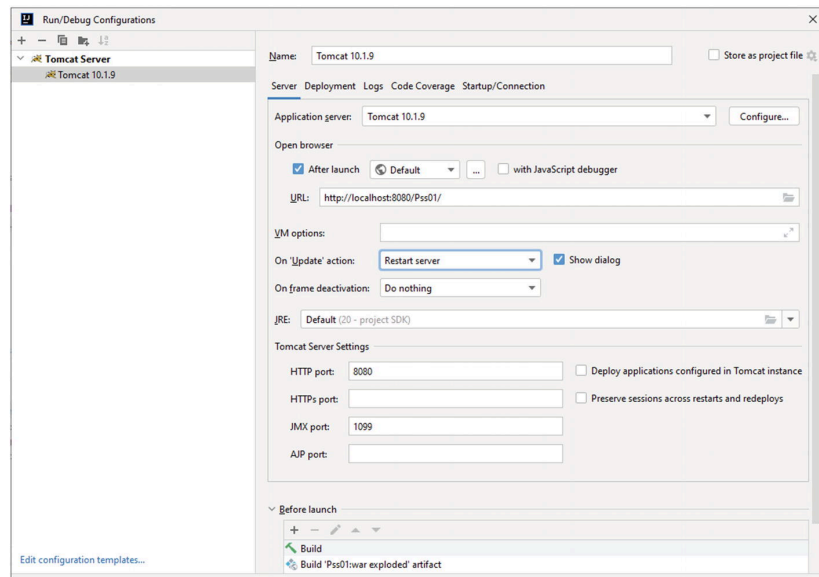 Run/Debug Configurations
Tomcat Server
Tomcat 10.1.9
Edit configuration templates...
Name: Tomcat 10.1.9 Store as project file
Server Deployment Logs Code Coverage Startup/Connection
Application server: Tomcat 10.1.9 Configure...
Open browser
After launch Default ... with JavaScript debugger
URL: http://localhost:8080/Pss01/
VM options:
On 'Update' action: Restart server Show dialog
On frame deactivation: Do nothing
JRE: Default (20 - project SDK)
Tomcat Server Settings
HTTP port: 8080 Deploy applications configured in Tomcat instance
HTTPs port: Preserve sessions across restarts and redeploys
JMX port: 1099
AJP port:
Before launch
Build
Build 'Pss01:war exploded' artifact